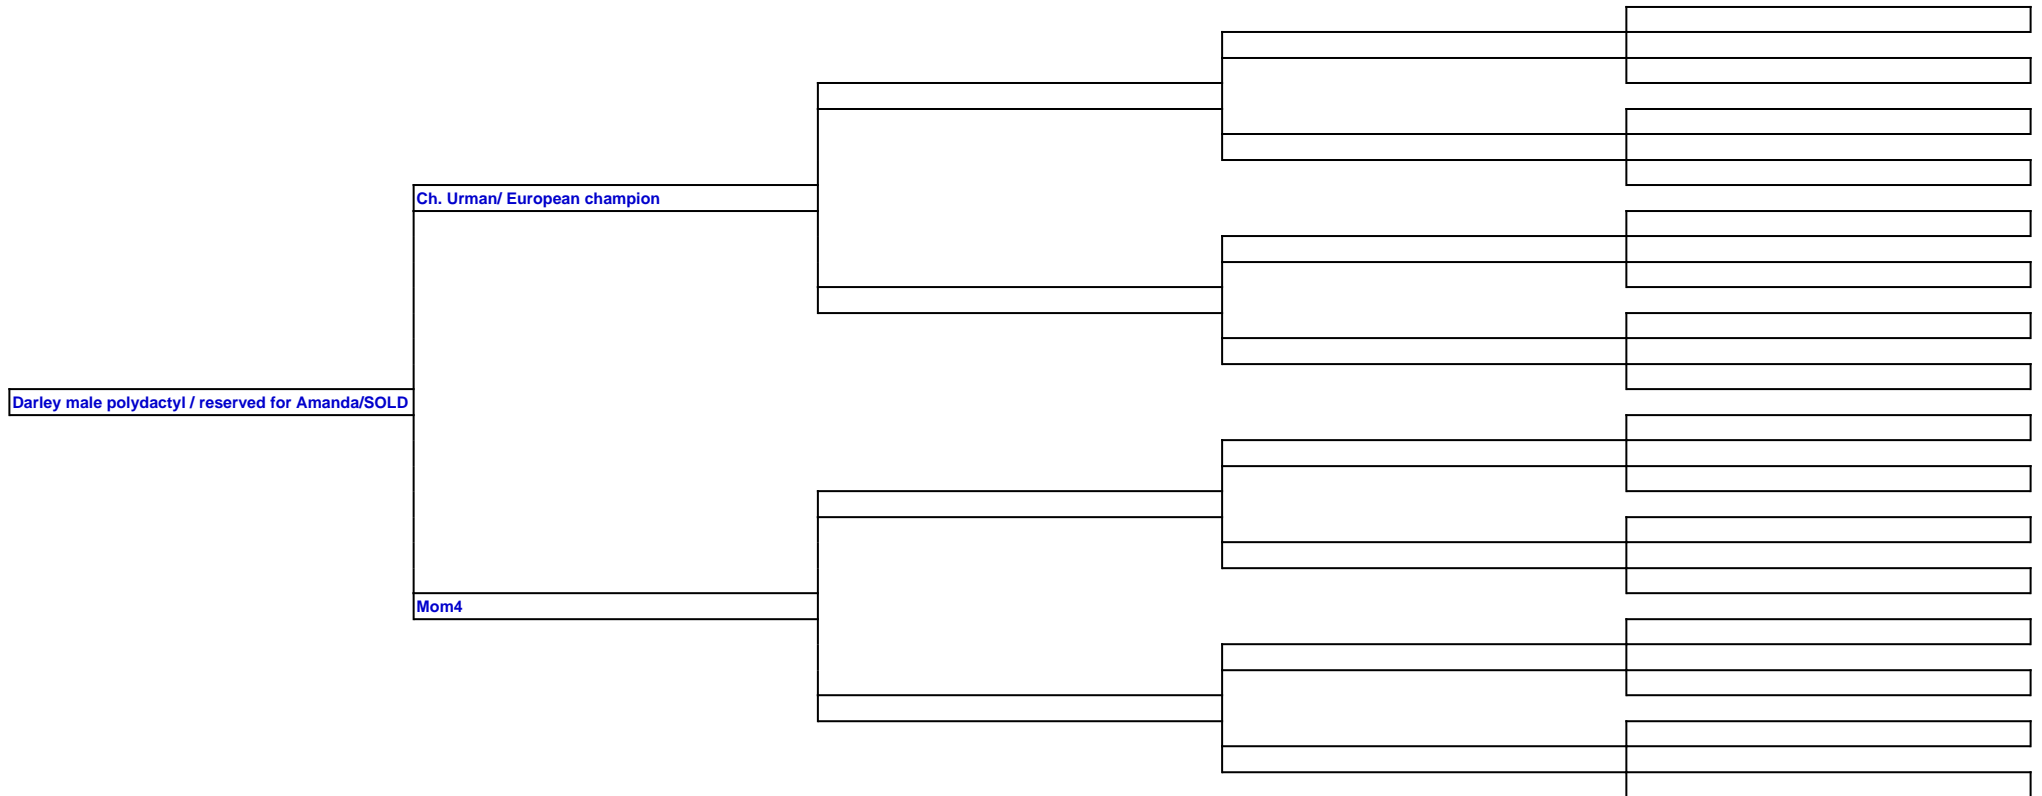 Ch. Urman/ European champion
Darley male polydactyl / reserved for Amanda/SOLD
Mom4